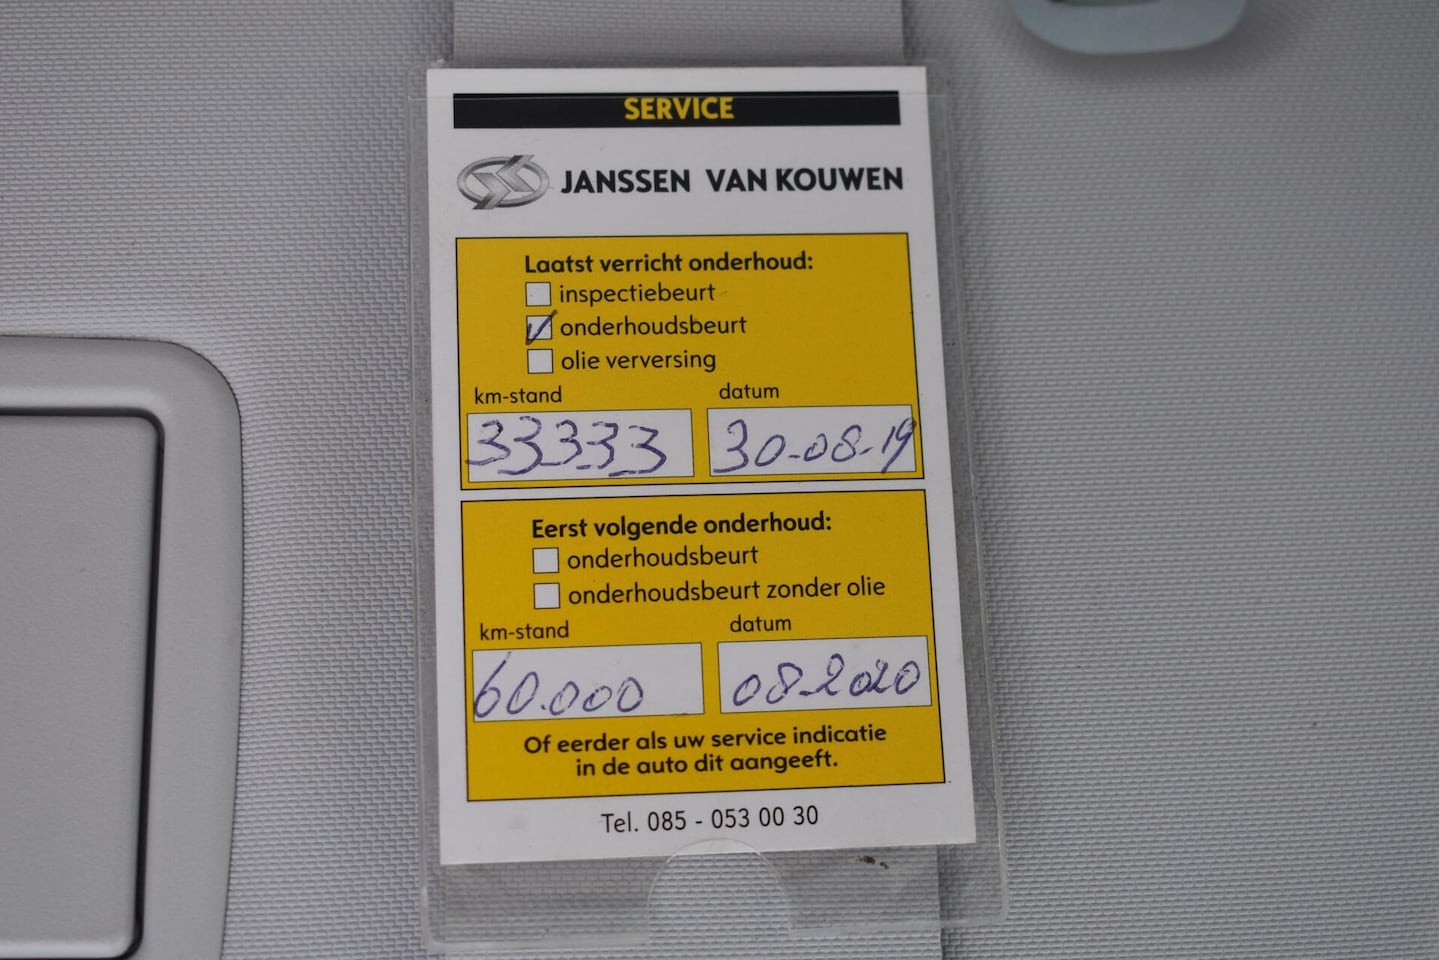 SERVICE
JANSSEN VAN KOUWEN
Laatst verricht onderhoud:
inspectiebeurt
onderhoudsbeurt
olie verversing
km-stand datum
33333 30-08-19
Eerst volgende onderhoud:
onderhoudsbeurt
onderhoudsbeurt zonder olie
km-stand datum
60.000 08-2020
Of eerder als uw service indicatie
in de auto dit aangeeft.
Tel. 085 - 053 00 30